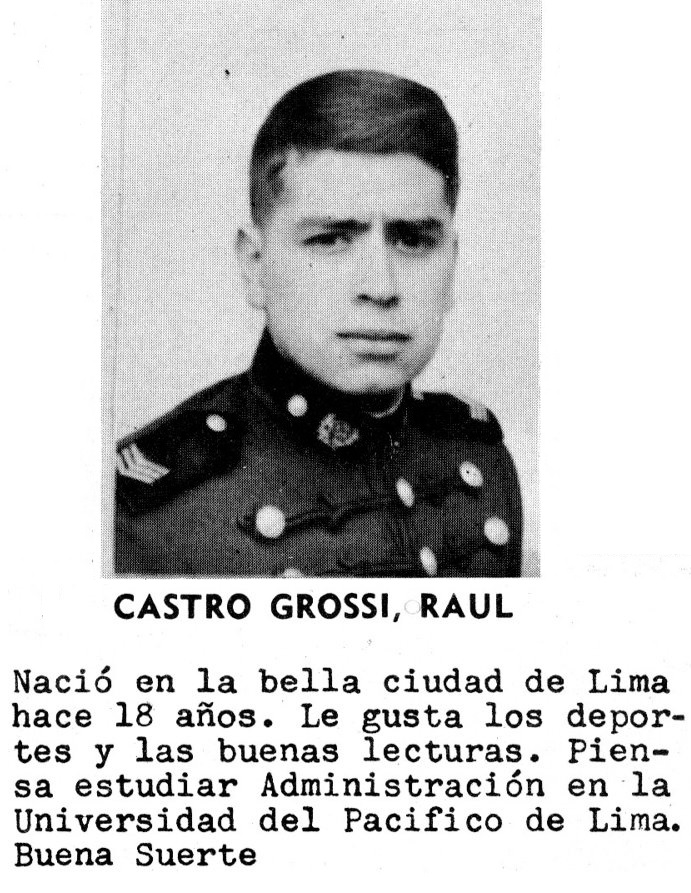 CASTRO GROSSI, RAUL
Nació en la bella ciudad de Lima
hace 18 años. Le gusta los depor-
tes y las buenas lecturas. Pien-
sa estudiar Administración en la
Universidad del Pacifico de Lima.
Buena Suerte